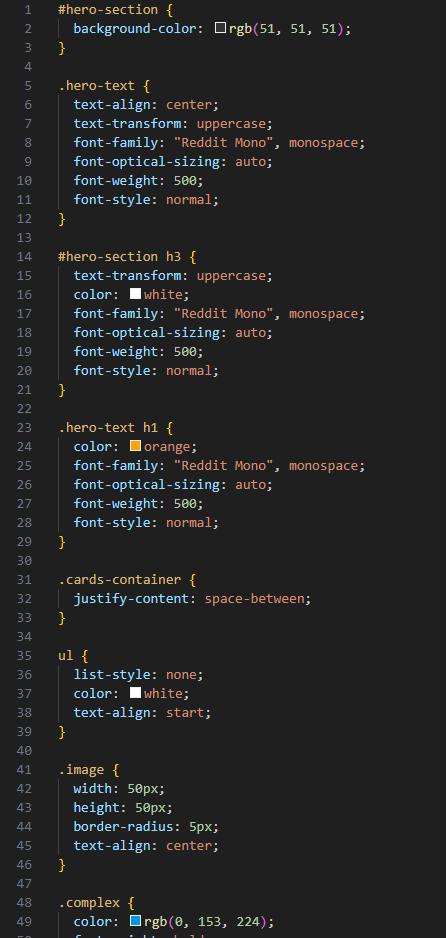 1 #hero-section {
2 background-color: rgb(51, 51, 51);
3 }
4
5 .hero-text {
6 text-align: center;
7 text-transform: uppercase;
8 font-family: "Reddit Mono", monospace;
9 font-optical-sizing: auto;
10 font-weight: 500;
11 font-style: normal;
12 }
13
14 #hero-section h3 {
15 text-transform: uppercase;
16 color: white;
17 font-family: "Reddit Mono", monospace;
18 font-optical-sizing: auto;
19 font-weight: 500;
20 font-style: normal;
21 }
22
23 .hero-text h1 {
24 color: orange;
25 font-family: "Reddit Mono", monospace;
26 font-optical-sizing: auto;
27 font-weight: 500;
28 font-style: normal;
29 }
30
31 .cards-container {
32 justify-content: space-between;
33 }
34
35 ul {
36 list-style: none;
37 color: white;
38 text-align: start;
39 }
40
41 .image {
42 width: 50px;
43 height: 50px;
44 border-radius: 5px;
45 text-align: center;
46 }
47
48 .complex {
49 color: rgb(0, 153, 224);